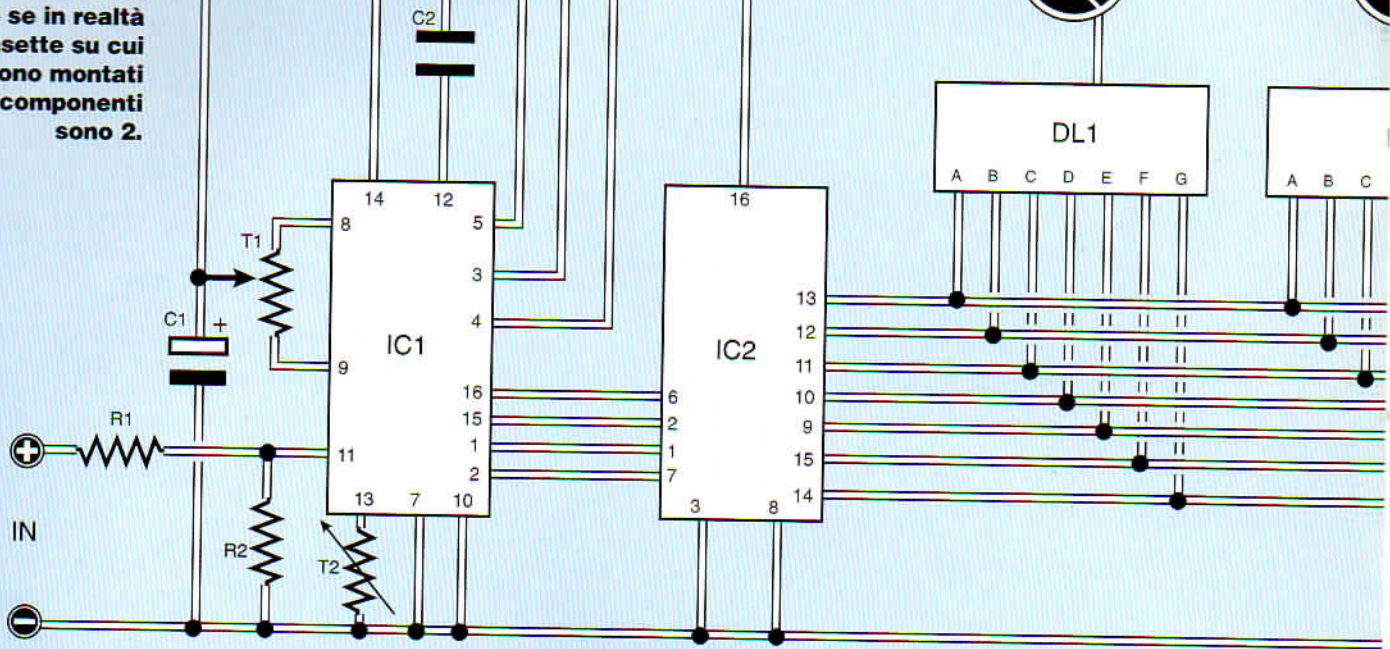 se in realtà
sette su cui
ono montati
componenti
sono 2.
C2
DL1
A B C D E F G
A B C
14 12
16
8
5
T1
3
13
4
C1 +
12
IC1
IC2
11
9
16
6
10
R1
15
2
9
11
1
1
15
2
7
14
13 7 10
3 8
IN
R2
T2